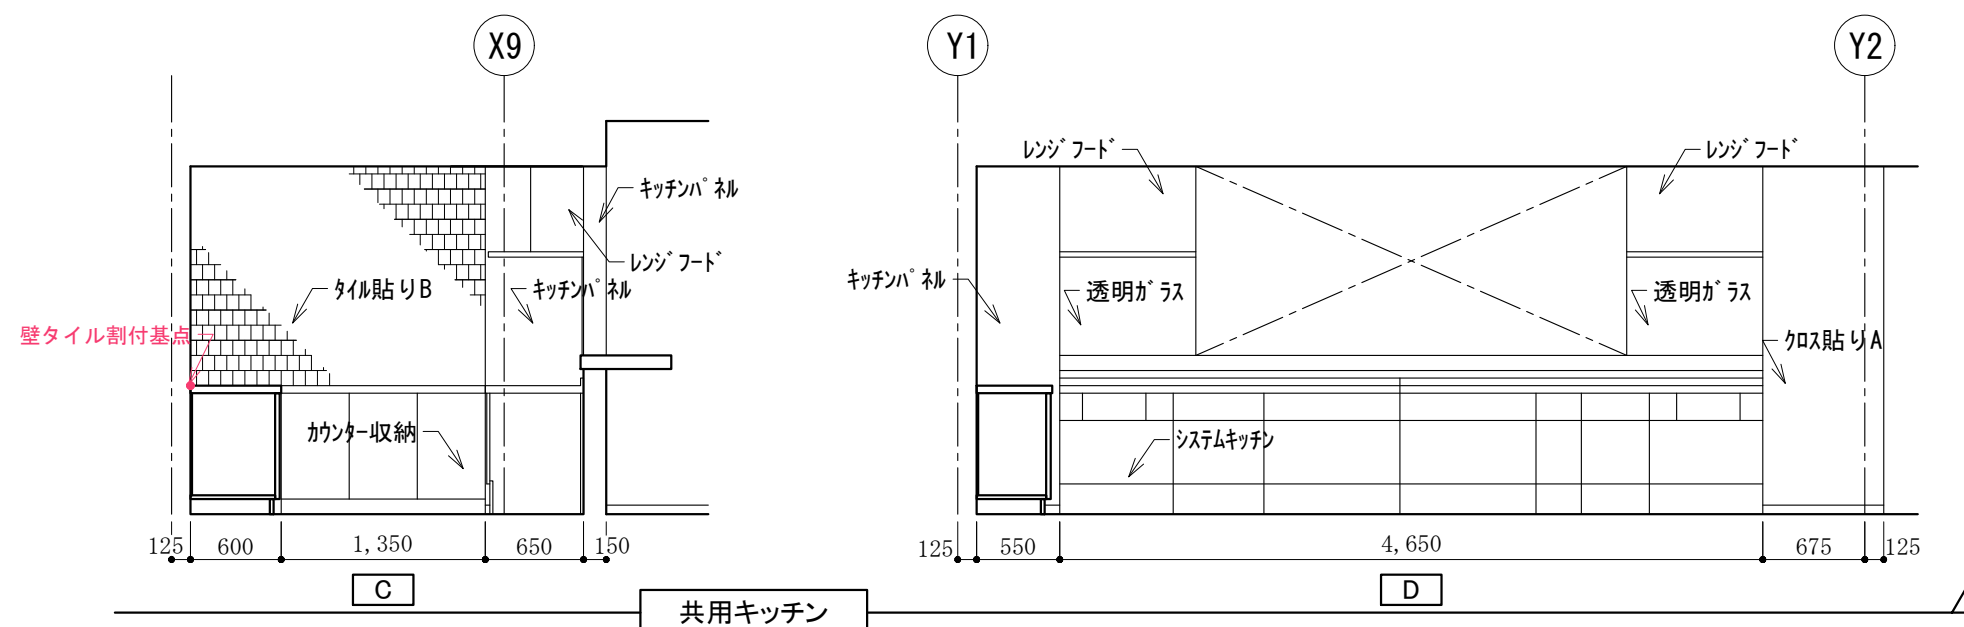 X9
Y1
Y2
レンジフード
レンジフード
キッチンパネル
レンジフード
タイル貼りB
キッチンパネル
キッチンパネル
透明ガラス
透明ガラス
壁タイル割付基点
クロス貼りA
カウンター収納
システムキッチン
125 600 1,350 650 150
125 550 4,650 675 125
C
D
共用キッチン